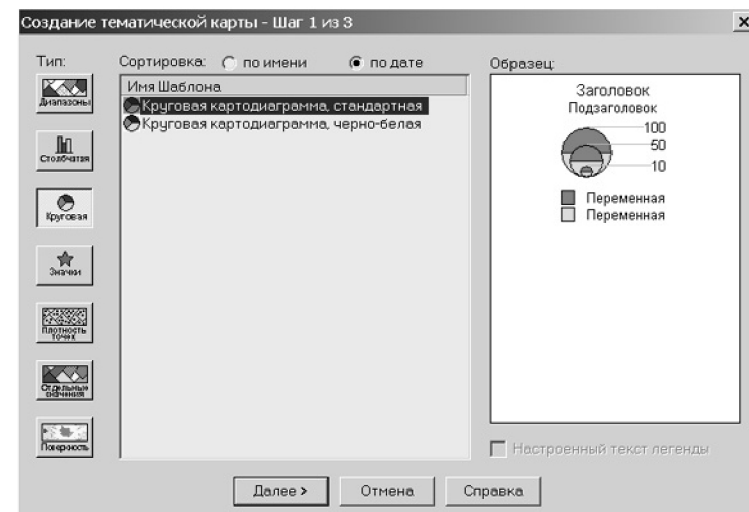 Создание тематической карты - Шаг 1 из 3
Тип:
Диапазоны
Столбчатая
Круговая
Значки
Плотность
точек
Отдельные
значения
Поверхность
Сортировка: по имени по дате
Имя Шаблона
Круговая картодиаграмма, стандартная
Круговая картодиаграмма, черно-белая
Образец:
Заголовок
Подзаголовок
100
50
10
Переменная
Переменная
Настроенный текст легенды
Далее >
Отмена
Справка